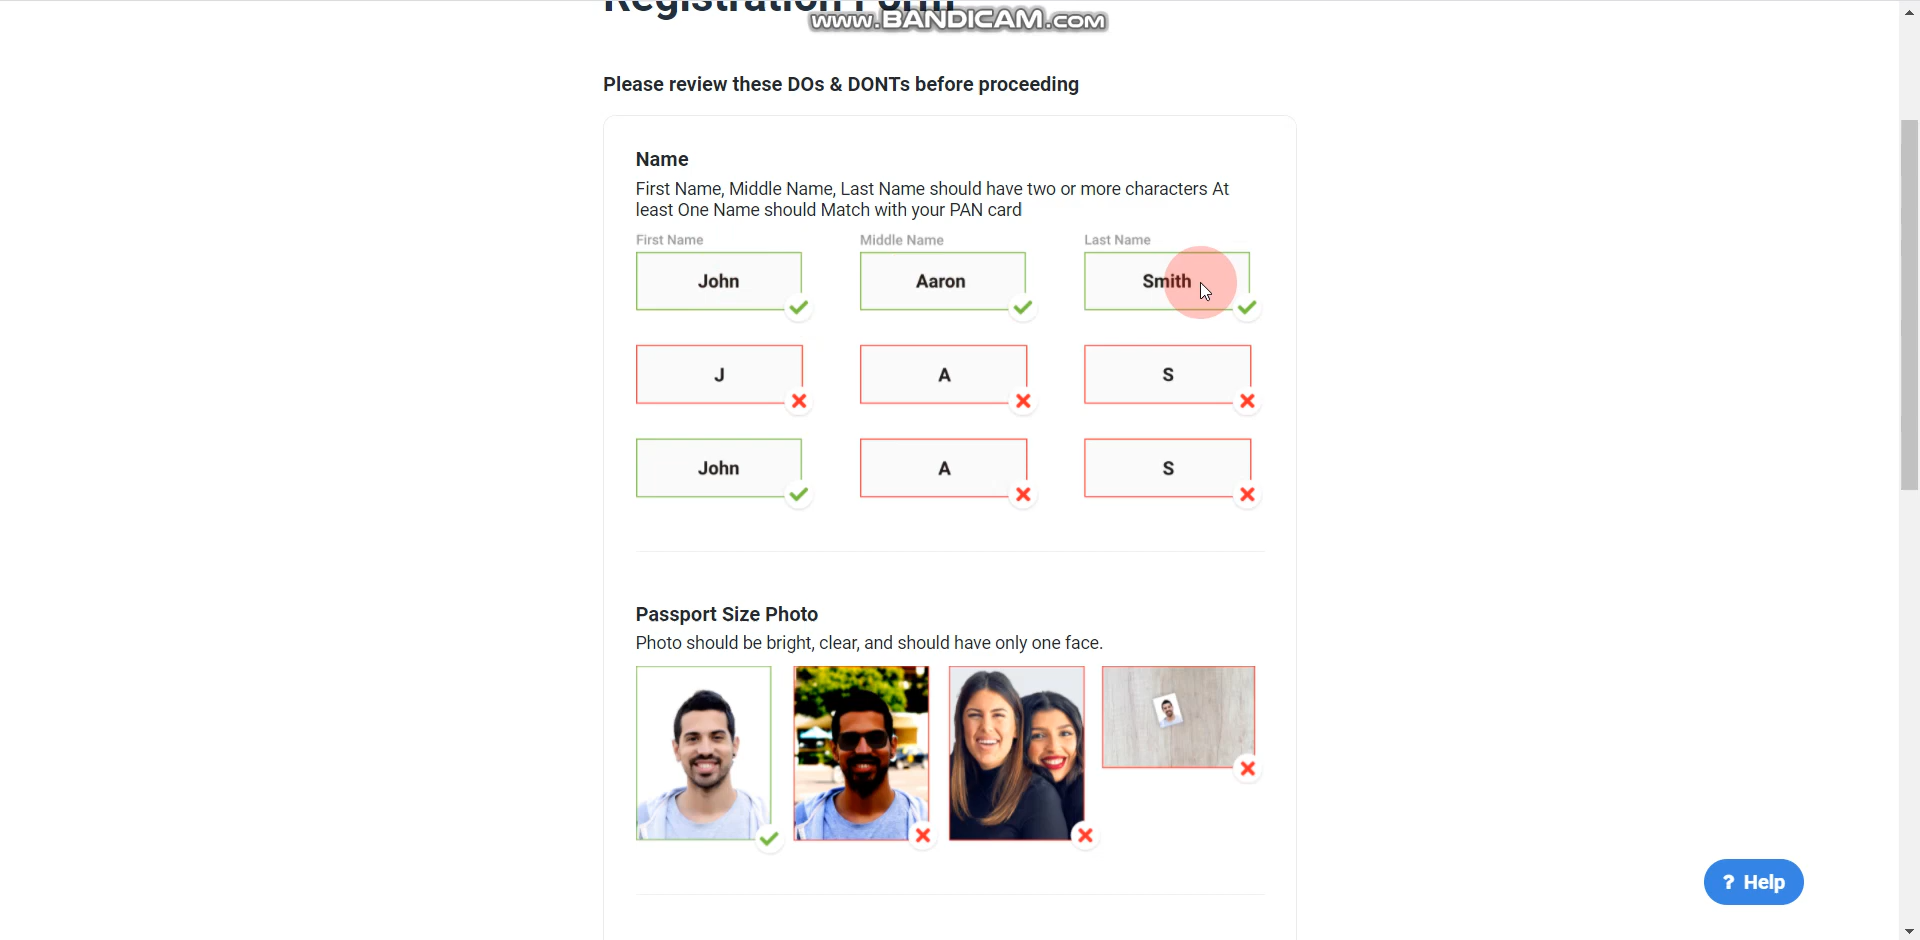 Registration Form
www.BANDICAM.com
Please review these DOs & DONTs before proceeding
Name
First Name, Middle Name, Last Name should have two or more characters At
least One Name should Match with your PAN card
First Name Middle Name Last Name
John Aaron Smith
J A S
John A S
Passport Size Photo
Photo should be bright, clear, and should have only one face.
? Help